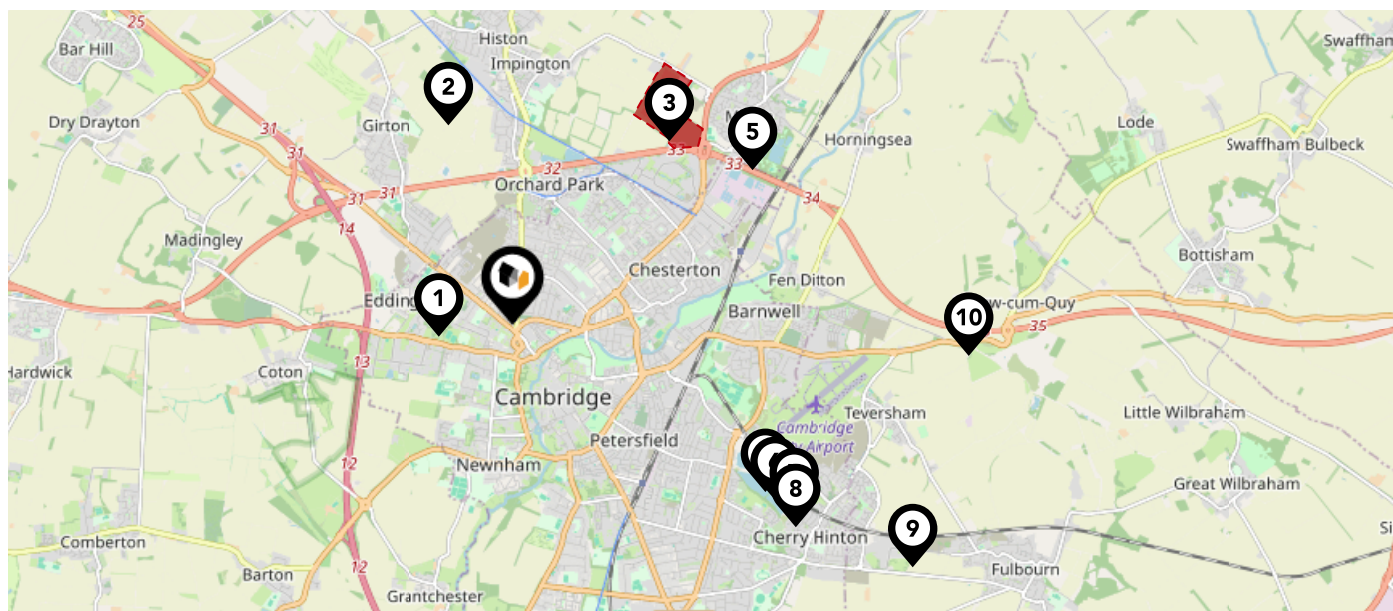 25
Bar Hill
Histon
Impington
Swaffham
2
3
Dry Drayton
Girton
5
Horningsea
Lode
Swaffham Bulbeck
31
31
33
33
32
Orchard Park
31
31
34
14
Madingley
Bottisham
Chesterton
Fen Ditton
1
10
w-cum-Quy
35
Barnwell
13
Hardwick
Coton
Cambridge
Teversham
Little Wilbraham
Cambridge
Airport
Petersfield
12
Newnham
8
Great Wilbraham
9
Cherry Hinton
Comberton
12
Barton
Fulbourn
Grantchester